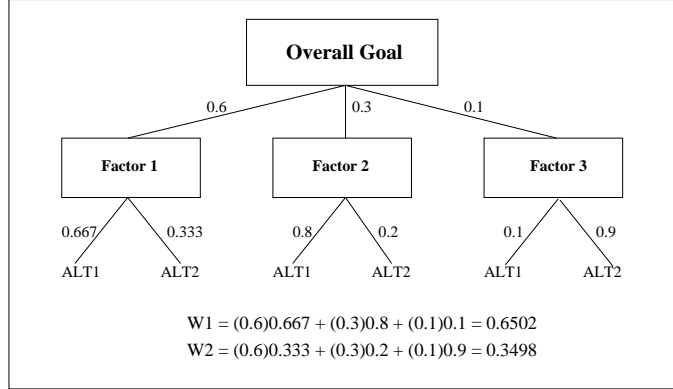 Overall Goal
0.6 0.3 0.1
Factor 1 Factor 2 Factor 3
0.667 0.333 0.8 0.2 0.1 0.9
ALT1 ALT2 ALT1 ALT2 ALT1 ALT2
W1 = (0.6)0.667 + (0.3)0.8 + (0.1)0.1 = 0.6502
W2 = (0.6)0.333 + (0.3)0.2 + (0.1)0.9 = 0.3498